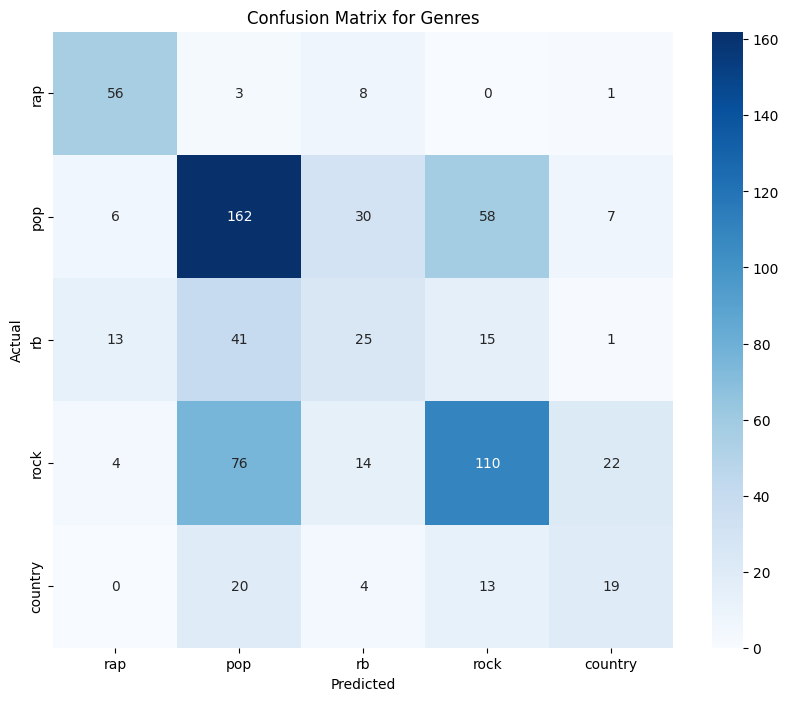 Confusion Matrix for Genres
rap 56 3 8 0 1
pop 6 162 30 58 7
rb 13 41 25 15 1
rock 4 76 14 110 22
country 0 20 4 13 19
rap pop rb rock country
Predicted
Actual
160
140
120
100
80
60
40
20
0